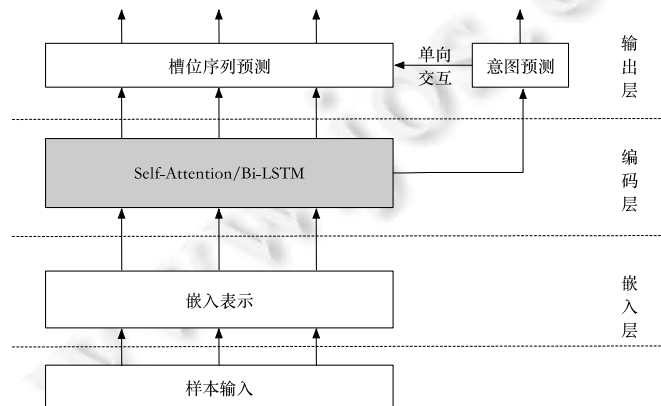 槽位序列预测
单向
交互
意图预测
输出层
Self-Attention/Bi-LSTM
编码层
嵌入表示
嵌入层
样本输入